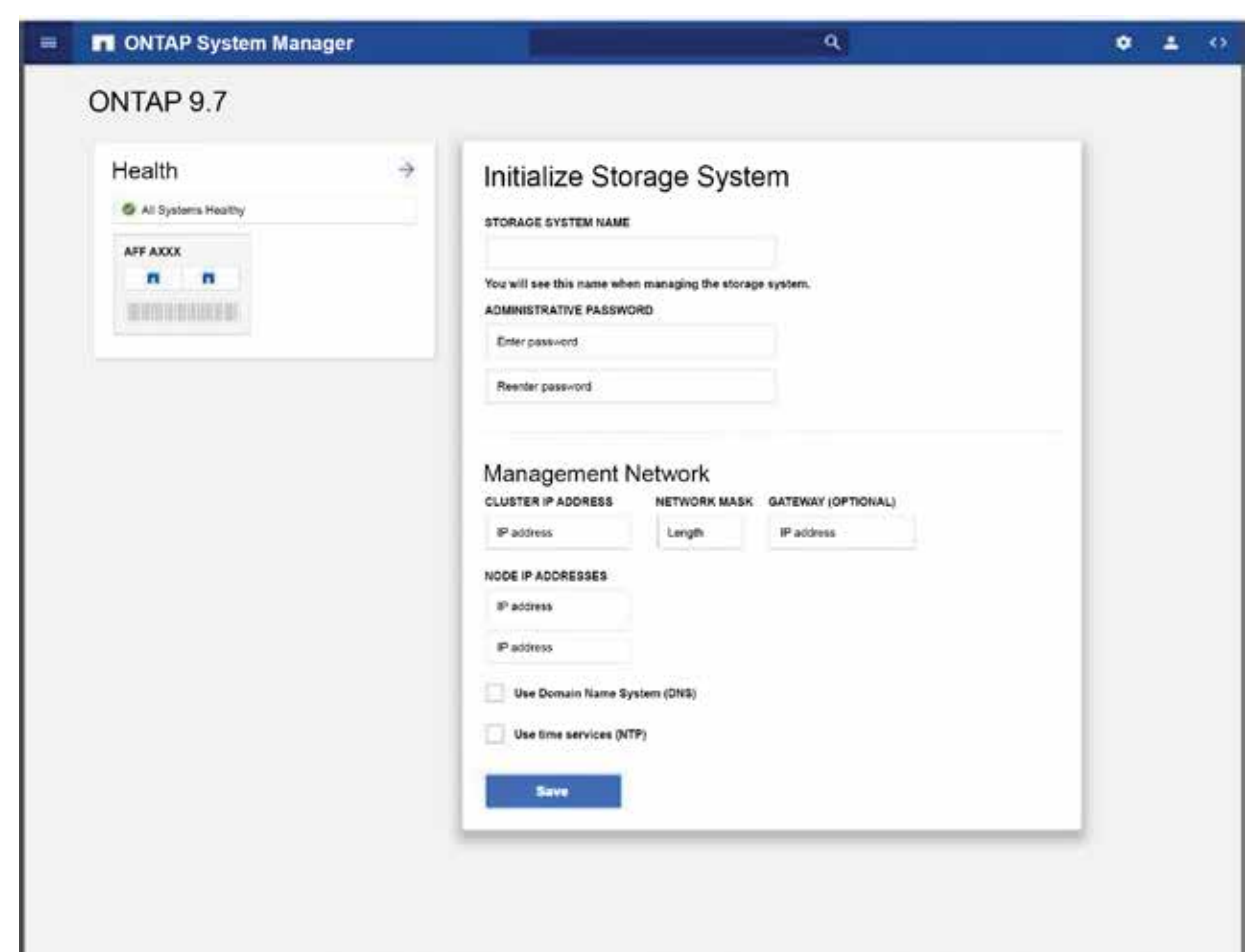 ONTAP System Manager
ONTAP 9.7
Health
All Systems Healthy
AFF AXXX
Initialize Storage System
STORAGE SYSTEM NAME
You will see this name when managing the storage system.
ADMINISTRATIVE PASSWORD
Enter password
Reenter password
Management Network
CLUSTER IP ADDRESS NETWORK MASK GATEWAY (OPTIONAL)
IP address Length IP address
NODE IP ADDRESSES
IP address
IP address
Use Domain Name System (DNS)
Use time services (NTP)
Save